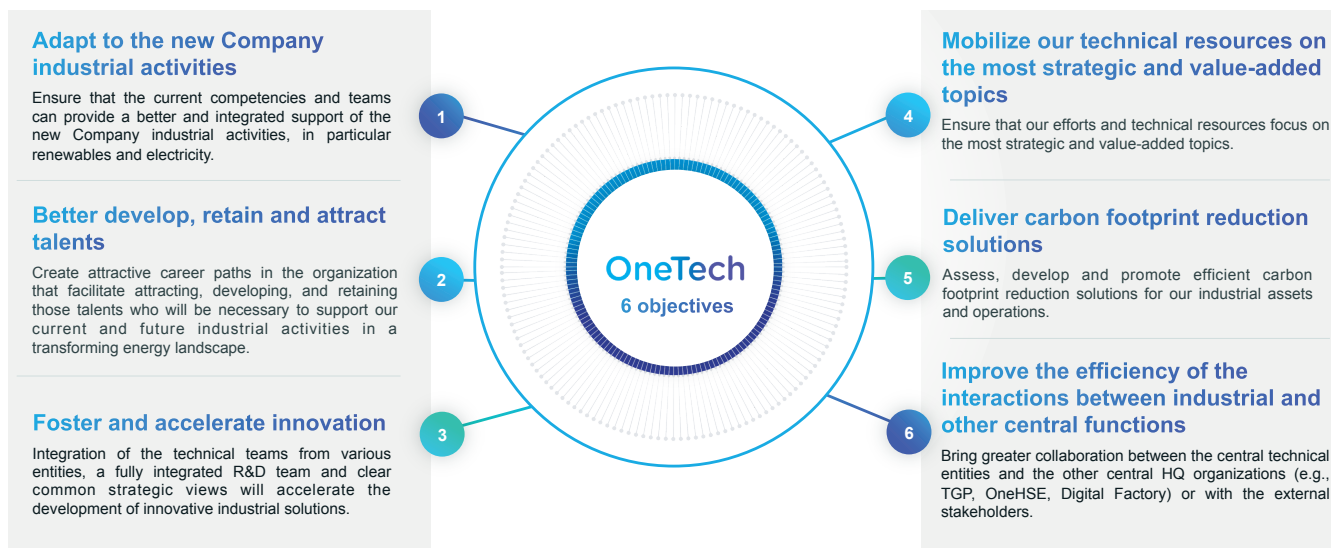 Adapt to the new Company
industrial activities
Ensure that the current competencies and teams
can provide a better and integrated support of the
new Company industrial activities, in particular
renewables and electricity.
1
Better develop, retain and attract
talents
Create attractive career paths in the organization
that facilitate attracting, developing, and retaining
those talents who will be necessary to support our
current and future industrial activities in a
transforming energy landscape.
2
Foster and accelerate innovation
Integration of the technical teams from various
entities, a fully integrated R&D team and clear
common strategic views will accelerate the
development of innovative industrial solutions.
3
OneTech
6 objectives
Mobilize our technical resources on
the most strategic and value-added
topics
Ensure that our efforts and technical resources focus on
the most strategic and value-added topics.
4
Deliver carbon footprint reduction
solutions
Assess, develop and promote efficient carbon
footprint reduction solutions for our industrial assets
and operations.
5
Improve the efficiency of the
interactions between industrial and
other central functions
Bring greater collaboration between the central technical
entities and the other central HQ organizations (e.g.,
TGP, OneHSE, Digital Factory) or with the external
stakeholders.
6